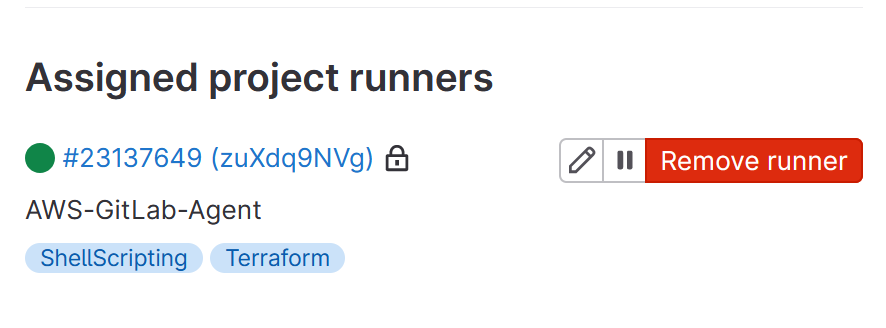 Assigned project runners
#23137649 (zuXdq9NVg)
Remove runner
AWS-GitLab-Agent
ShellScripting
Terraform